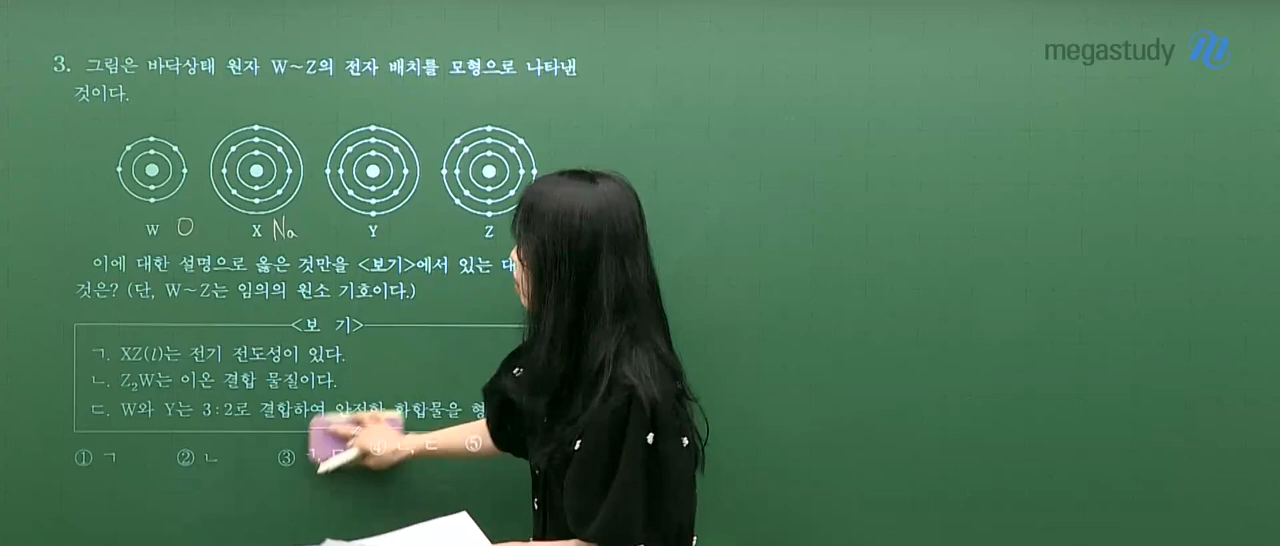 megastudy
3. 그림은 바닥상태 원자 W~Z의 전자 배치를 모형으로 나타낸
것이다.
W O X Na Y Z
이에 대한 설명으로 옳은 것만을 <보기>에서 있는 대
것은? (단, W~Z는 임의의 원소 기호이다.)
<보 기>
ㄱ. XZ(l)는 전기 전도성이 있다.
ㄴ. Z₂W는 이온 결합 물질이다.
ㄷ. W와 Y는 3:2로 결합하여 안정한 화합물을 형
① ㄱ ② ㄴ ③ ㄱ, ④ ㄴ, ㄷ ⑤